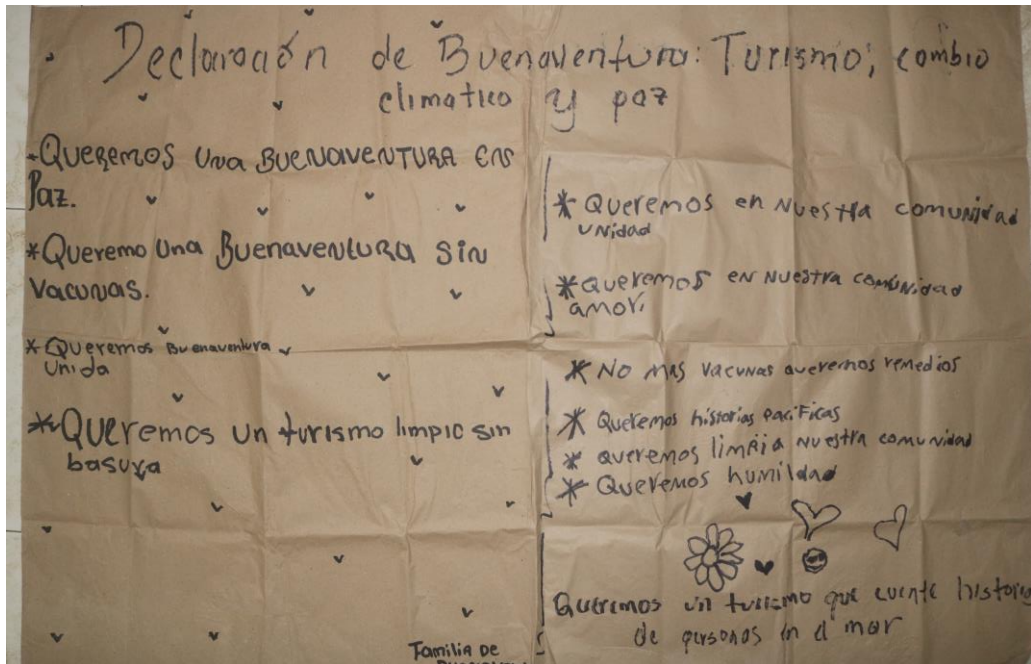 Declaración de Buenaventura: Turismo; cambio
climatico y paz
*Queremos Una BUENAVENTURA EN
Paz.
*Queremo Una Buenaventura SiN
Vacunas.
*Queremos Buenaventura
Unida
*Queremos un turismo limpio sin
basura
*Queremos en Nuestra comunidad
UNidad
*Queremos EN Nuestra comunidad
amor.
*No mas vacunas queremos remedios
*Queremos historias pacificas
*queremos limpia Nuestra comunidad
*Queremos humildad
Queremos un turismo que cuente historias
de personas en el mar
Familia De